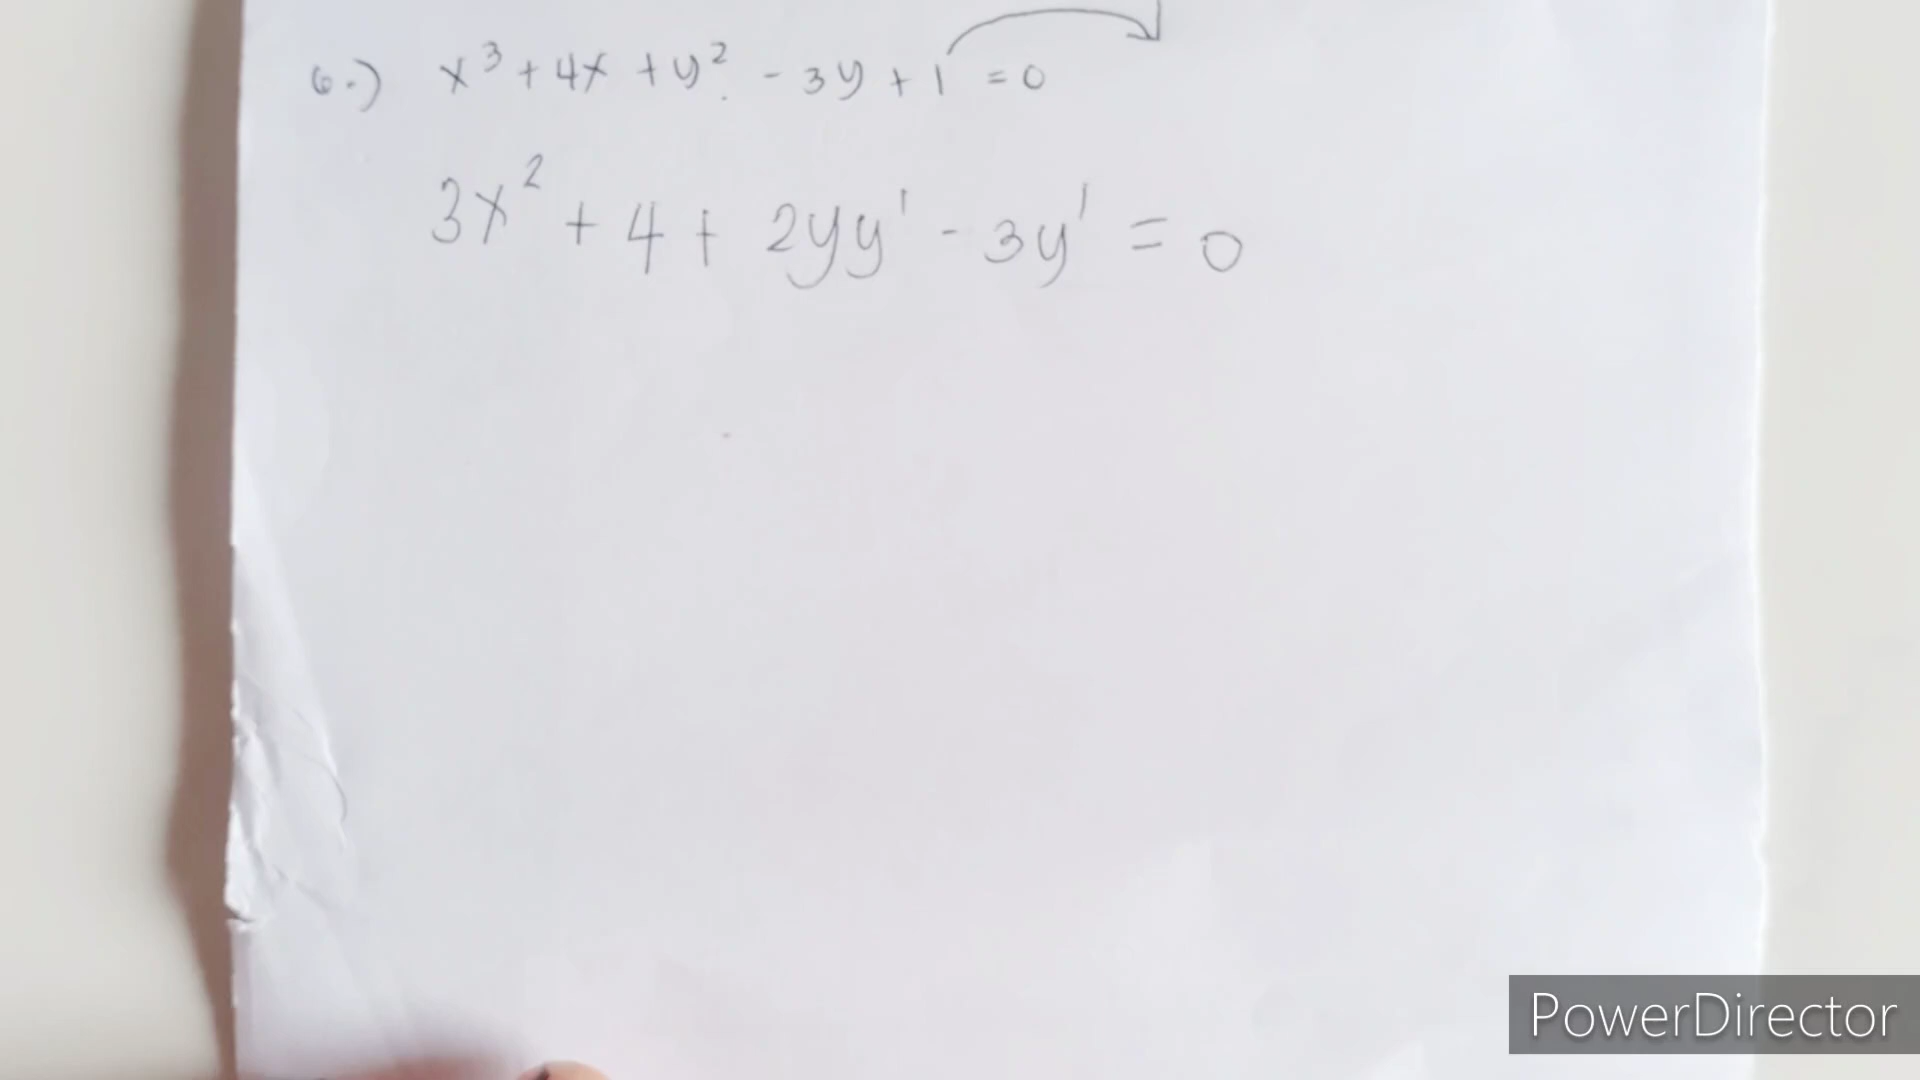 6.) x³ + 4x + y² - 3y + 1 = 0
3x² + 4 + 2yy' - 3y' = 0
PowerDirector